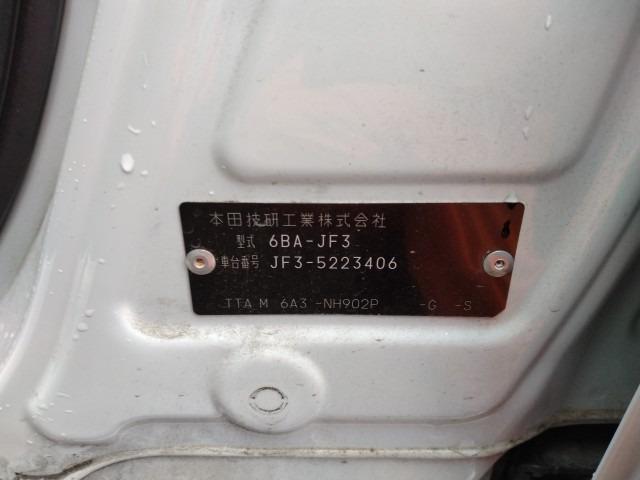 本田技研工業株式会社
型式 6BA-JF3
車台番号 JF3-5223406
TTA M 6A3 -NH902P -G -S